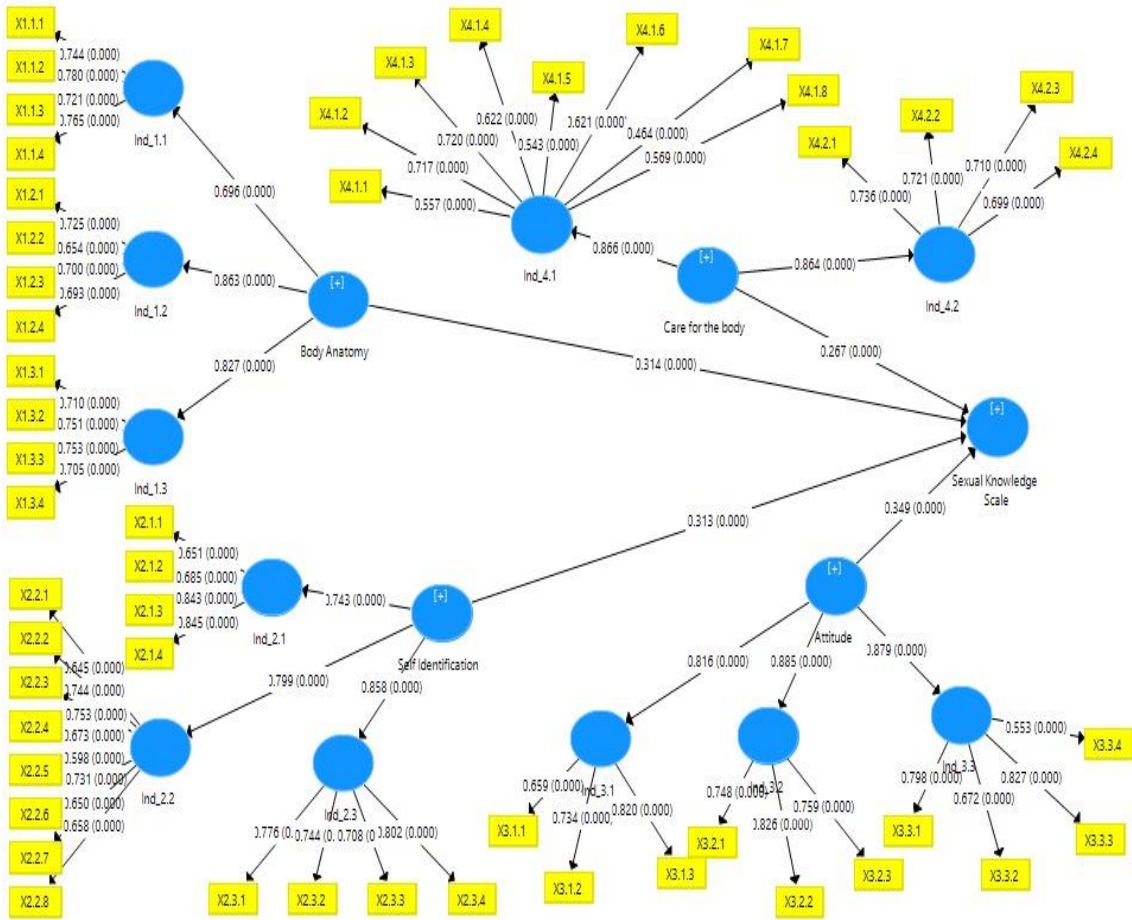 X1.1.1
0.744 (0.000)
X1.1.2
0.780 (0.000)
0.721 (0.000)
X1.1.3
0.765 (0.000)
X1.1.4
Ind_1.1
0.696 (0.000)
X1.2.1
0.725 (0.000)
X1.2.2
0.654 (0.000)
0.700 (0.000)
X1.2.3
0.693 (0.000)
X1.2.4
Ind_1.2
0.863 (0.000)
[+]
Body Anatomy
0.827 (0.000)
X1.3.1
0.710 (0.000)
X1.3.2
0.751 (0.000)
0.753 (0.000)
X1.3.3
0.705 (0.000)
X1.3.4
Ind_1.3
0.314 (0.000)
X4.1.1
X4.1.2
X4.1.3
X4.1.4
X4.1.5
X4.1.6
X4.1.7
X4.1.8
0.557 (0.000)
0.717 (0.000)
0.720 (0.000)
0.622 (0.000)
0.543 (0.000)
0.621 (0.000)
0.464 (0.000)
0.569 (0.000)
Ind_4.1
0.866 (0.000)
[+]
Care for the body
0.864 (0.000)
0.267 (0.000)
X4.2.1
X4.2.2
X4.2.3
X4.2.4
0.736 (0.000)
0.721 (0.000)
0.710 (0.000)
0.699 (0.000)
Ind_4.2
[+]
Sexual Knowledge
Scale
X2.1.1
0.651 (0.000)
X2.1.2
0.685 (0.000)
0.843 (0.000)
X2.1.3
0.845 (0.000)
X2.1.4
Ind_2.1
0.743 (0.000)
[+]
Self Identification
0.313 (0.000)
0.799 (0.000)
0.858 (0.000)
X2.2.1
X2.2.2
X2.2.3
X2.2.4
X2.2.5
X2.2.6
X2.2.7
X2.2.8
0.645 (0.000)
0.744 (0.000)
0.753 (0.000)
0.673 (0.000)
0.598 (0.000)
0.731 (0.000)
0.650 (0.000)
0.658 (0.000)
Ind_2.2
Ind_2.3
0.776 (0.
0.744 (0.
0.708 (0
0.802 (0.000)
X2.3.1
X2.3.2
X2.3.3
X2.3.4
0.349 (0.000)
[+]
Attitude
0.816 (0.000)
0.885 (0.000)
0.879 (0.000)
Ind_3.1
0.659 (0.000)
0.734 (0.000)
0.820 (0.000)
X3.1.1
X3.1.2
X3.1.3
Ind_3.2
0.748 (0.000)
0.826 (0.000)
0.759 (0.000)
X3.2.1
X3.2.2
X3.2.3
Ind_3.3
0.798 (0.000)
0.672 (0.000)
0.827 (0.000)
0.553 (0.000)
X3.3.1
X3.3.2
X3.3.3
X3.3.4